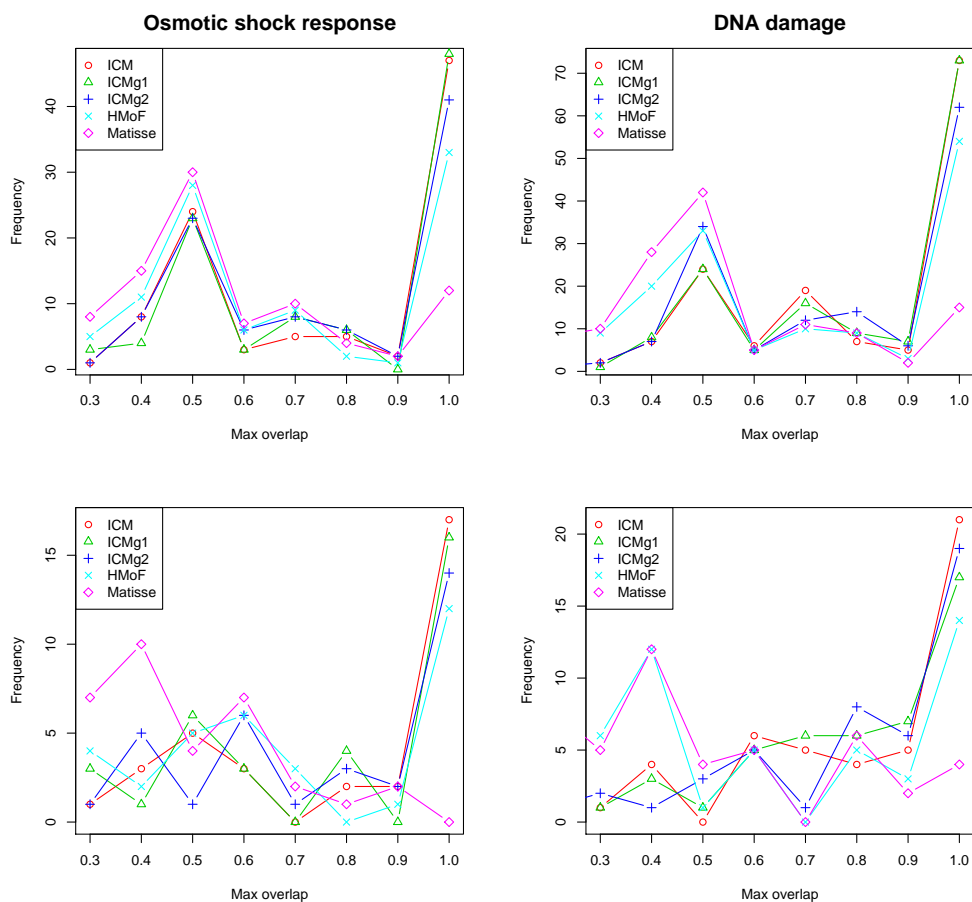 Osmotic shock response
DNA damage
ICM
ICMg1
ICMg2
HMoF
Matisse
Frequency
0 10 20 30 40
0.3 0.4 0.5 0.6 0.7 0.8 0.9 1.0
Max overlap
ICM
ICMg1
ICMg2
HMoF
Matisse
Frequency
0 10 20 30 40 50 60 70
0.3 0.4 0.5 0.6 0.7 0.8 0.9 1.0
Max overlap
ICM
ICMg1
ICMg2
HMoF
Matisse
Frequency
0 5 10 15
0.3 0.4 0.5 0.6 0.7 0.8 0.9 1.0
Max overlap
ICM
ICMg1
ICMg2
HMoF
Matisse
Frequency
0 5 10 15 20
0.3 0.4 0.5 0.6 0.7 0.8 0.9 1.0
Max overlap